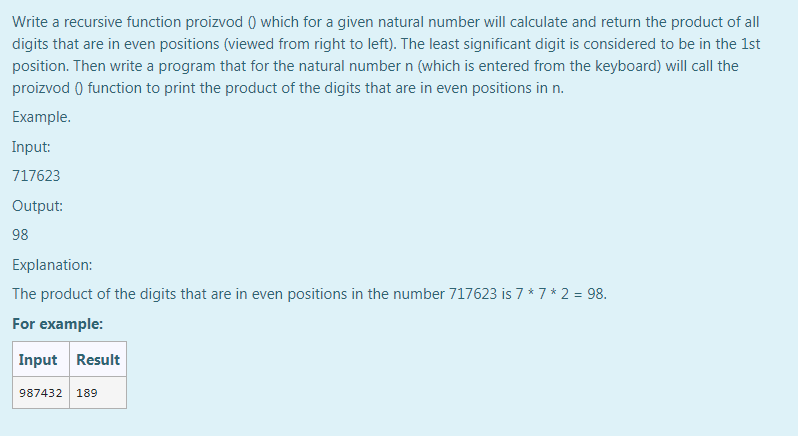 Write a recursive function proizvod () which for a given natural number will calculate and return the product of all
digits that are in even positions (viewed from right to left). The least significant digit is considered to be in the 1st
position. Then write a program that for the natural number n (which is entered from the keyboard) will call the
proizvod () function to print the product of the digits that are in even positions in n.
Example.
Input:
717623
Output:
98
Explanation:
The product of the digits that are in even positions in the number 717623 is 7 * 7 * 2 = 98.
For example:
Input Result
987432 189